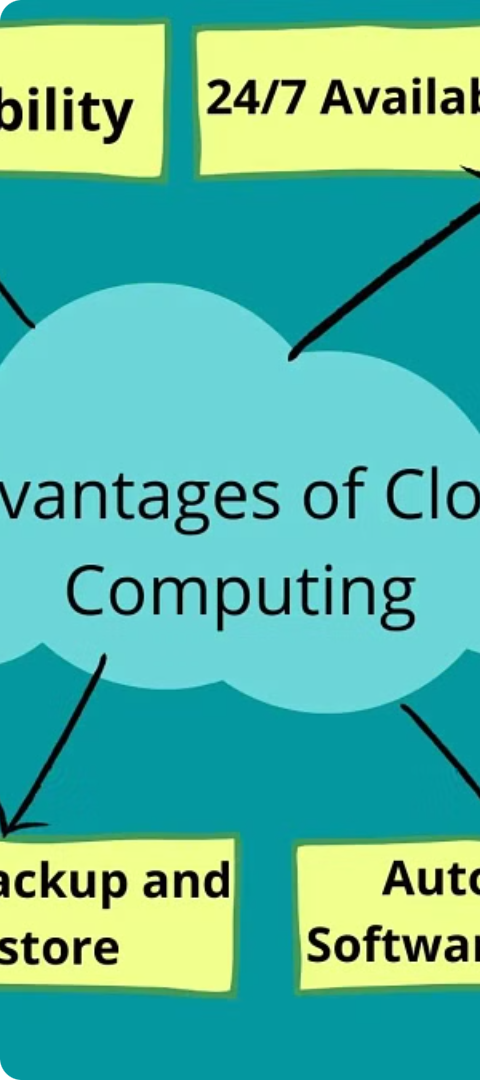 bility
24/7 Availab
vantages of Clo
Computing
ackup and
store
Auto
Softwar